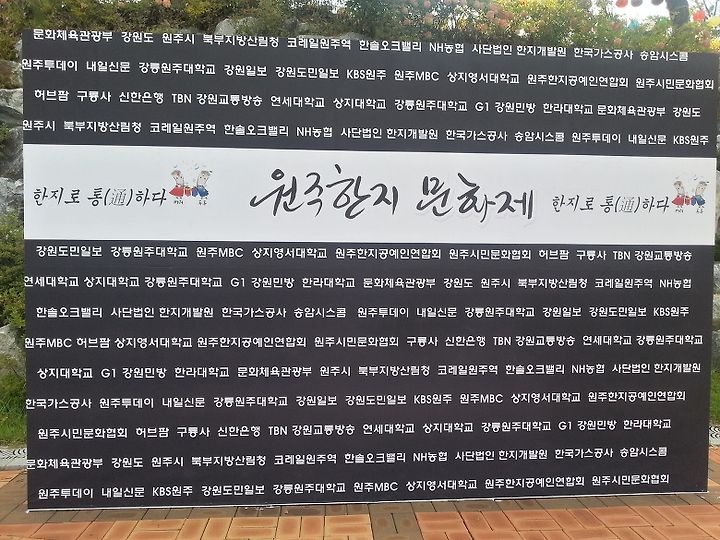 문화체육관광부 강원도 원주시 북부지방산림청 코레일원주역 한솔오크밸리 NH농협 사단법인 한지개발원 한국가스공사 송암시스콤
원주투데이 내일신문 강릉원주대학교 강원일보 강원도민일보 KBS원주 원주MBC 상지영서대학교 원주한지공예인연합회 원주시민문화협회
허브팜 구룡사 신한은행 TBN 강원교통방송 연세대학교 상지대학교 강릉원주대학교 G1 강원민방 한라대학교 문화체육관광부 강원도
원주시 북부지방산림청 코레일원주역 한솔오크밸리 NH농협 사단법인 한지개발원 한국가스공사 송암시스콤 원주투데이 내일신문 KBS원주
한지로 통(通)하다 원주한지 문화제 한지로 통(通)하다
강원도민일보 강릉원주대학교 원주MBC 상지영서대학교 원주한지공예인연합회 원주시민문화협회 허브팜 구룡사 TBN 강원교통방송
연세대학교 상지대학교 강릉원주대학교 G1 강원민방 한라대학교 문화체육관광부 강원도 원주시 북부지방산림청 코레일원주역 NH농협
한솔오크밸리 사단법인 한지개발원 한국가스공사 송암시스콤 원주투데이 내일신문 강릉원주대학교 강원일보 강원도민일보 KBS원주
원주MBC 허브팜 상지영서대학교 원주한지공예인연합회 원주시민문화협회 구룡사 신한은행 TBN 강원교통방송 연세대학교 강릉원주대학교
상지대학교 G1 강원민방 한라대학교 문화체육관광부 원주시 북부지방산림청 코레일원주역 한솔오크밸리 NH농협 사단법인 한지개발원
한국가스공사 원주투데이 내일신문 강릉원주대학교 강원일보 강원도민일보 KBS원주 원주MBC 상지영서대학교 원주한지공예인연합회
원주시민문화협회 허브팜 구룡사 신한은행 TBN 강원교통방송 연세대학교 상지대학교 강릉원주대학교 G1 강원민방 한라대학교
문화체육관광부 강원도 원주시 북부지방산림청 코레일원주역 한솔오크밸리 NH농협 사단법인 한지개발원 한국가스공사 송암시스콤
원주투데이 내일신문 KBS원주 강원도민일보 강릉원주대학교 원주MBC 상지영서대학교 원주한지공예인연합회 원주시민문화협회